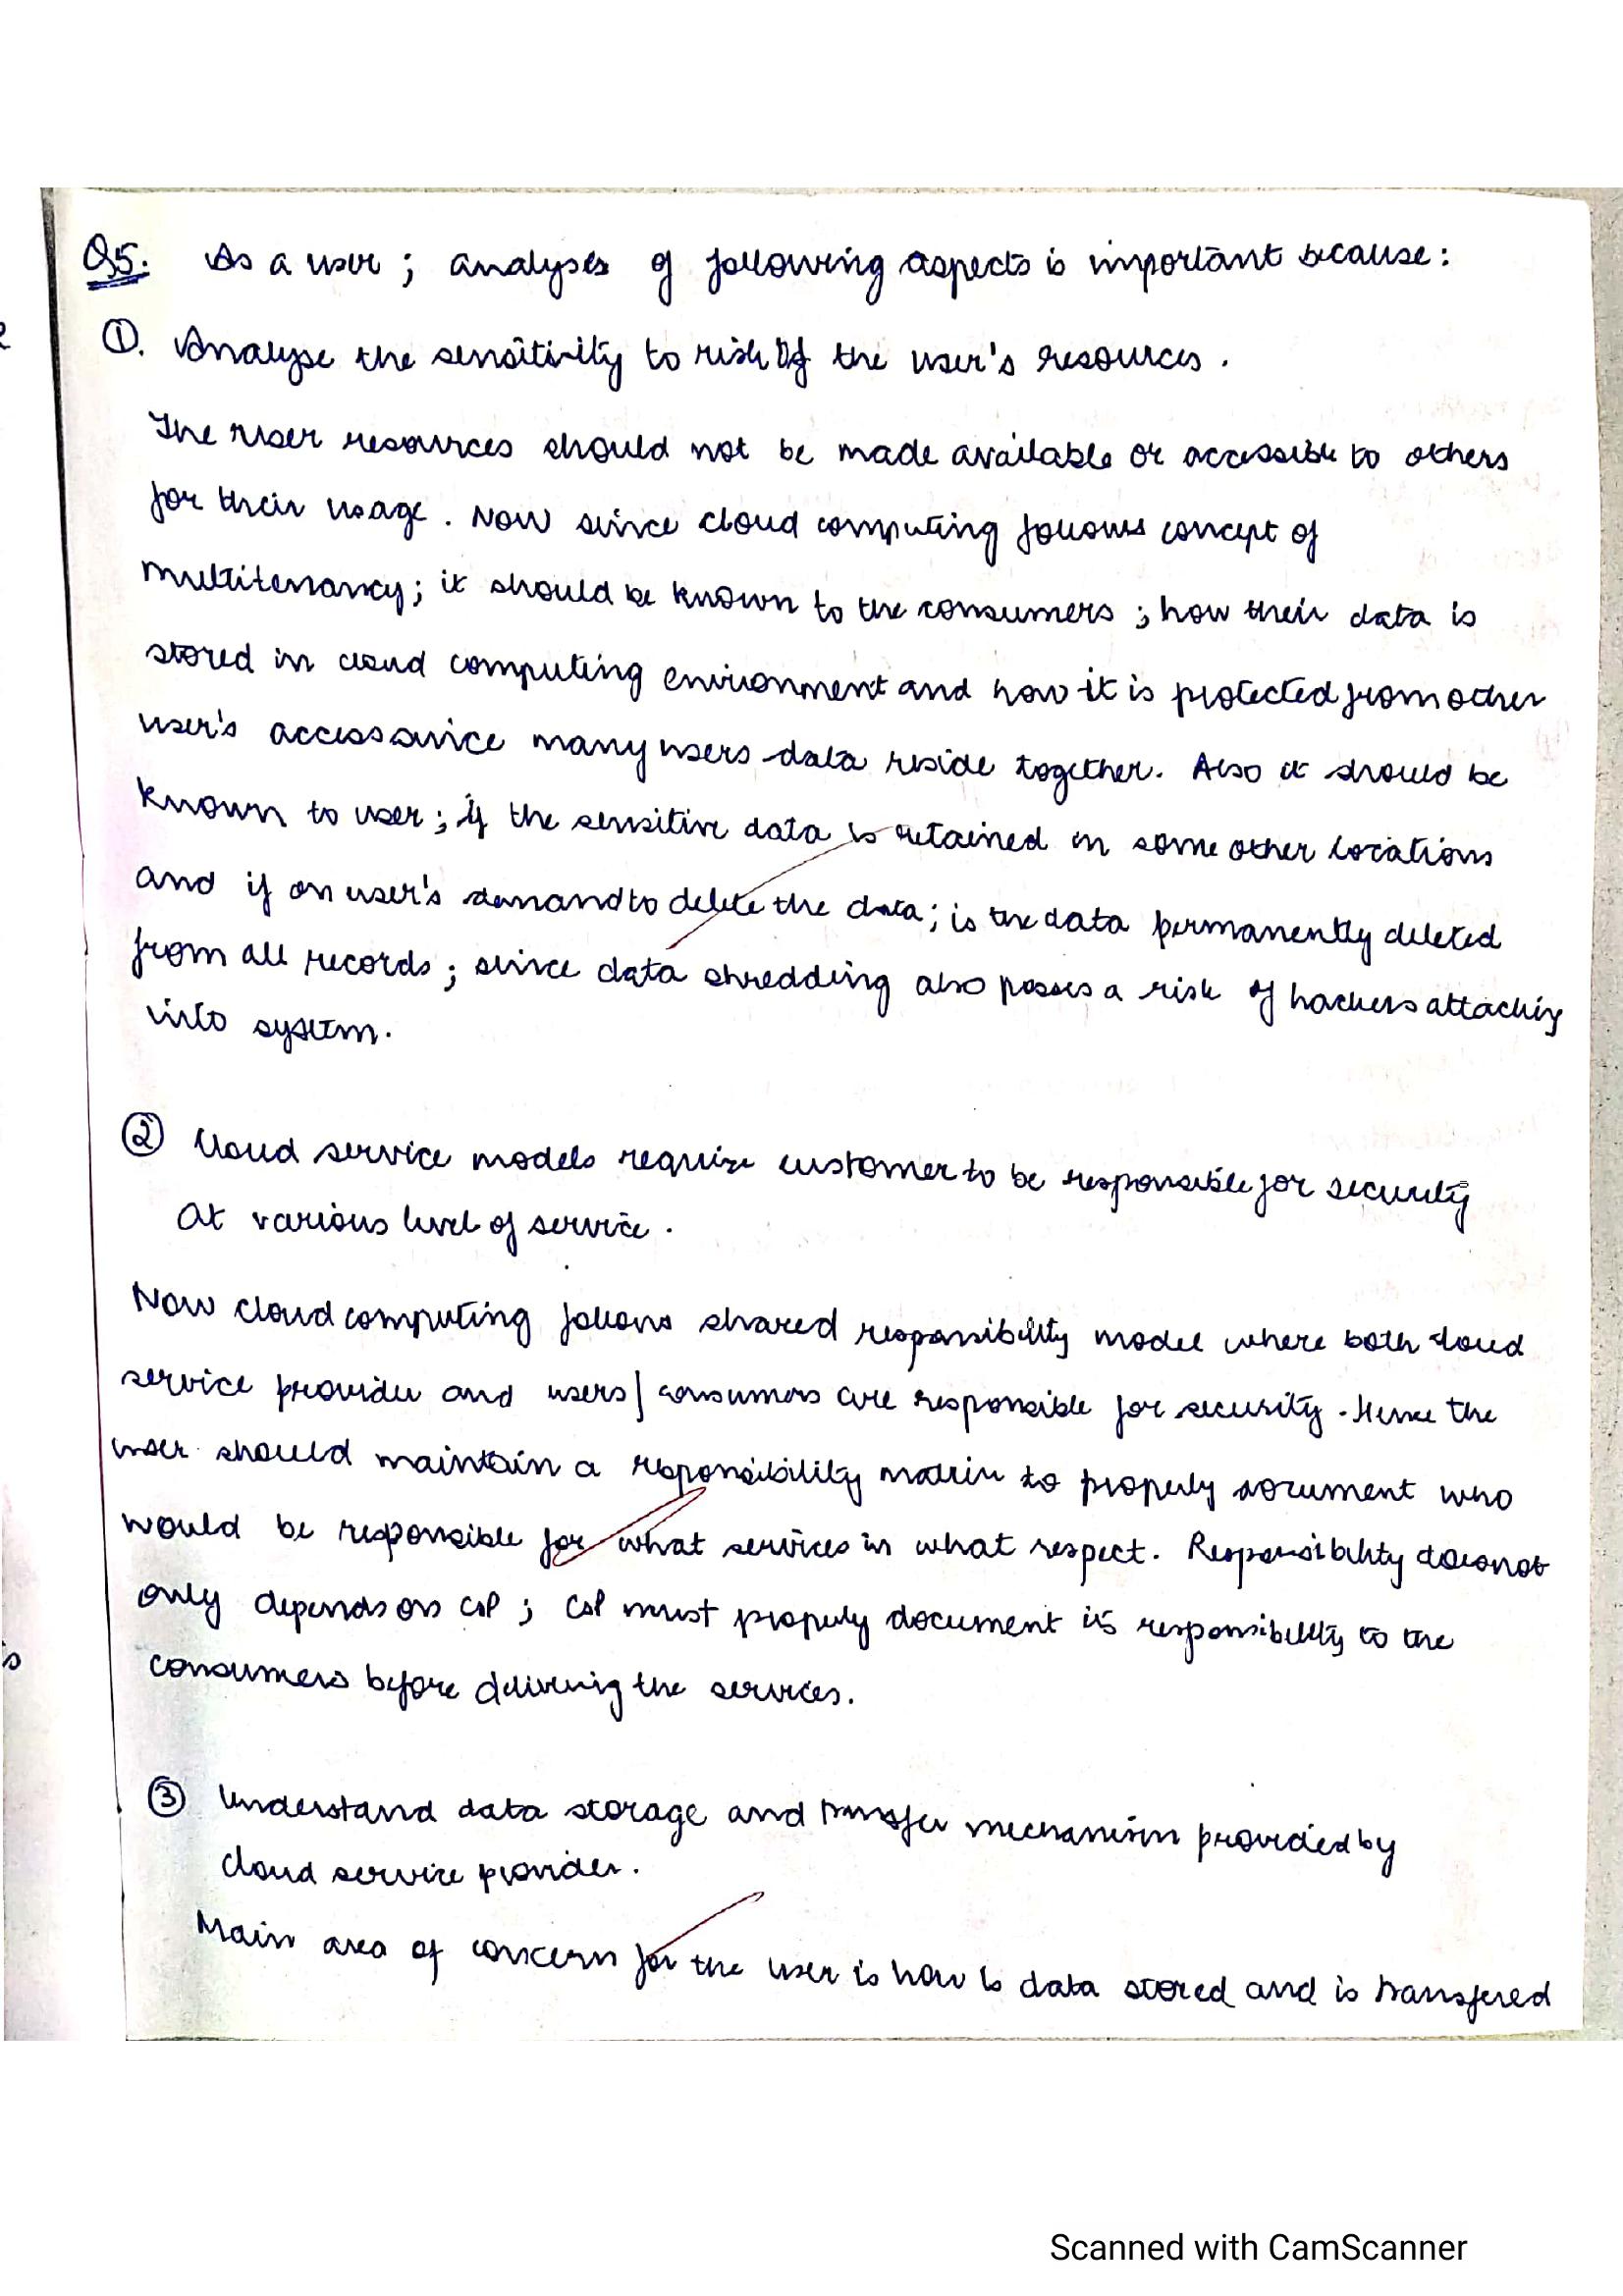 Q5. As a user ; analyses of following aspects is important because :
①. Analyse the sensitivity to risk of the user's resources .
The user resources should not be made available or accessible to others
for their usage . Now since cloud computing follows concept of
multitenancy ; it should be known to the consumers ; how their data is
stored in cloud computing environment and how it is protected from other
user's access since many users data reside together. Also it should be
known to user ; if the sensitive data is retained in some other locations
and if on user's demand to delete the data ; is the data permanently deleted
from all records ; since data shredding also posses a risk of hackers attacking
into system.
② Cloud service models require customer to be responsible for security
at various level of service .
Now cloud computing follows shared responsibility model where both cloud
service provider and users/consumers are responsible for security . Hence the
user should maintain a responsibility matrix to properly document who
would be responsible for what services in what respect. Responsibility does not
only depends on CSP ; CSP must properly document its responsibility to the
consumers before delivering the services.
③ Understand data storage and transfer mechanism provided by
cloud service provider.
Main area of concern for the user is how is data stored and is transfered
Scanned with CamScanner